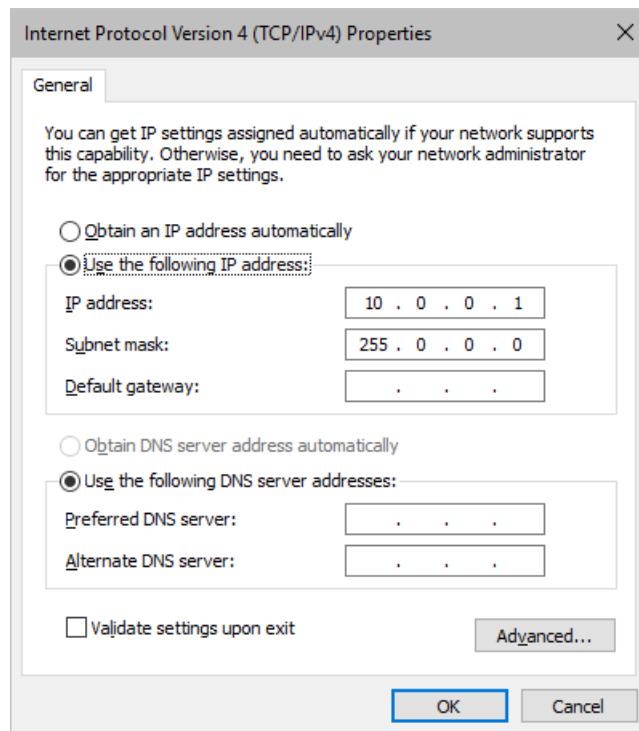 Internet Protocol Version 4 (TCP/IPv4) Properties
General
You can get IP settings assigned automatically if your network supports
this capability. Otherwise, you need to ask your network administrator
for the appropriate IP settings.
Obtain an IP address automatically
Use the following IP address:
IP address: 10 . 0 . 0 . 1
Subnet mask: 255 . 0 . 0 . 0
Default gateway: . . .
Obtain DNS server address automatically
Use the following DNS server addresses:
Preferred DNS server: . . .
Alternate DNS server: . . .
Validate settings upon exit
Advanced...
OK Cancel